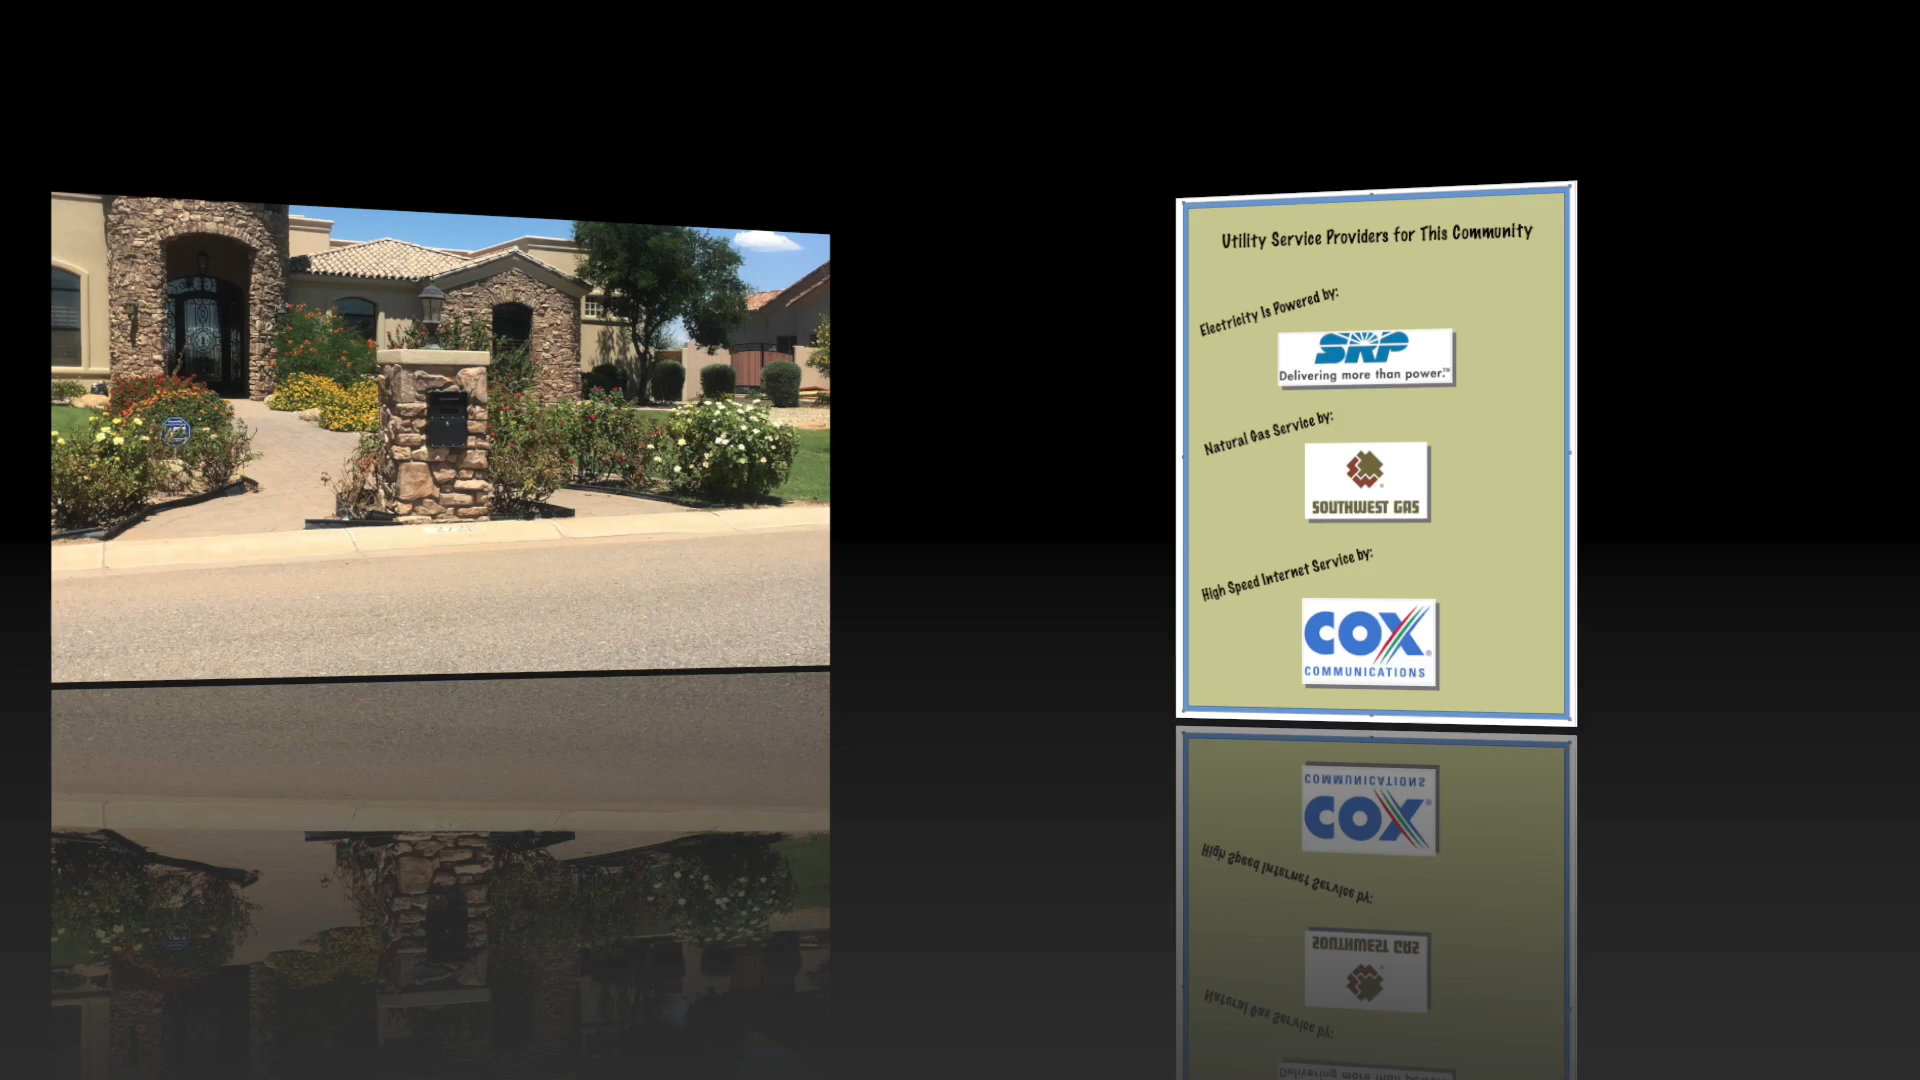 Utility Service Providers for This Community
Electricity Is Powered by:
SRP
Delivering more than power.™
Natural Gas Service by:
SOUTHWEST GAS
High Speed Internet Service by:
COX
COMMUNICATIONS